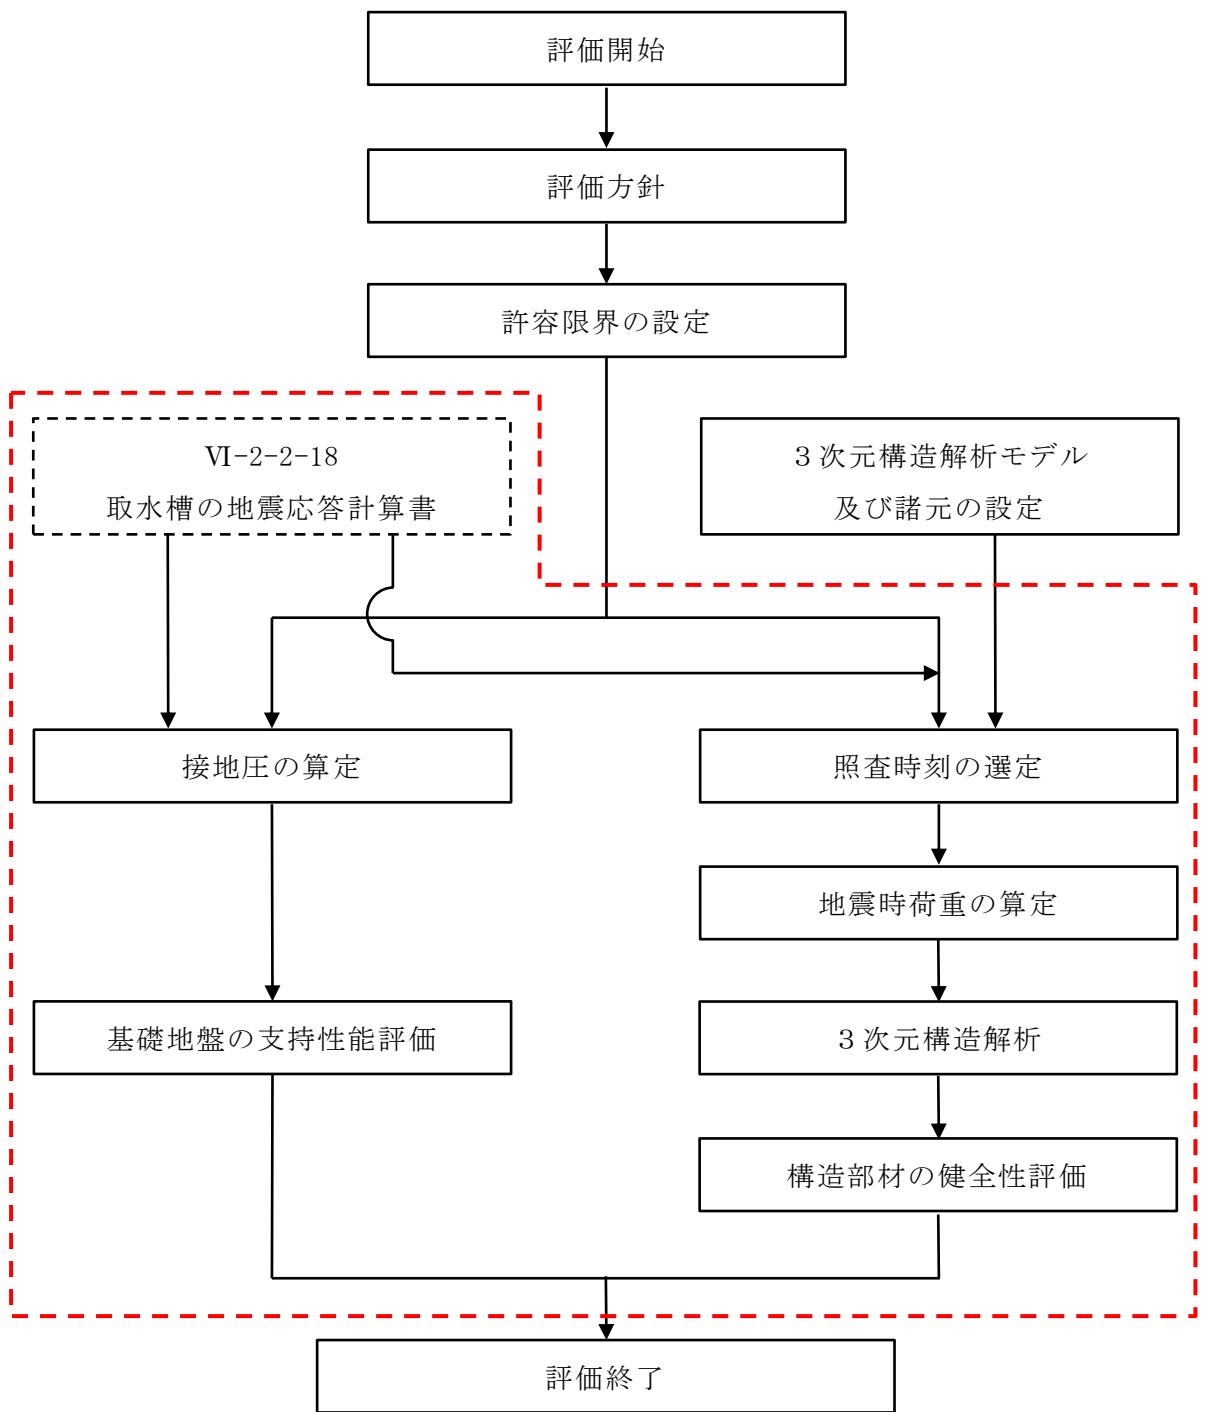 評価開始
評価方針
許容限界の設定
Ⅵ-2-2-18
取水槽の地震応答計算書
３次元構造解析モデル
及び諸元の設定
接地圧の算定
照査時刻の選定
地震時荷重の算定
基礎地盤の支持性能評価
３次元構造解析
構造部材の健全性評価
評価終了